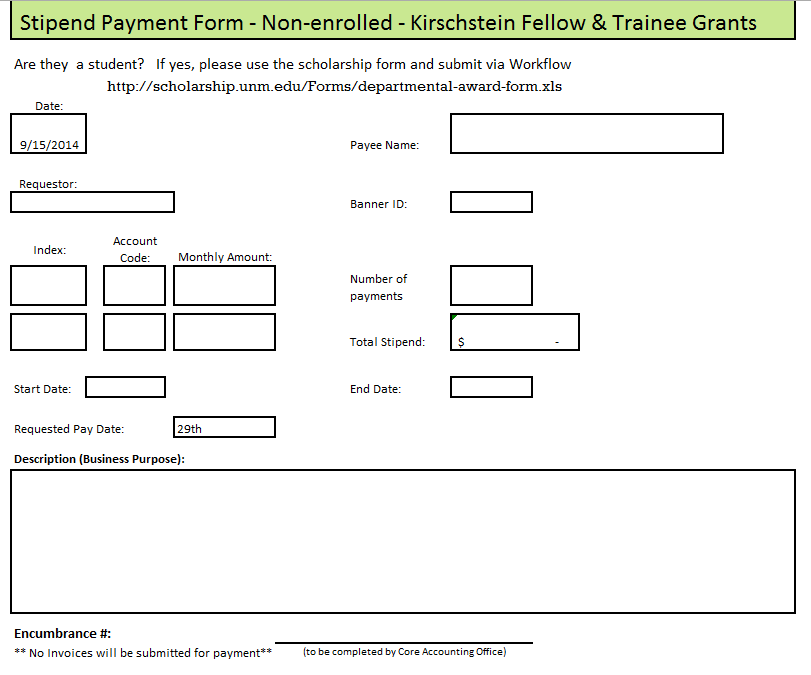 Stipend Payment Form - Non-enrolled - Kirschstein Fellow & Trainee Grants
Are they a student? If yes, please use the scholarship form and submit via Workflow
http://scholarship.unm.edu/Forms/departmental-award-form.xls
Date:
9/15/2014
Payee Name:
Requestor:
Banner ID:
Index:
Account
Code:
Monthly Amount:
Number of
payments
Total Stipend:
$ -
Start Date:
End Date:
Requested Pay Date:
29th
Description (Business Purpose):
Encumbrance #:
** No Invoices will be submitted for payment**
(to be completed by Core Accounting Office)